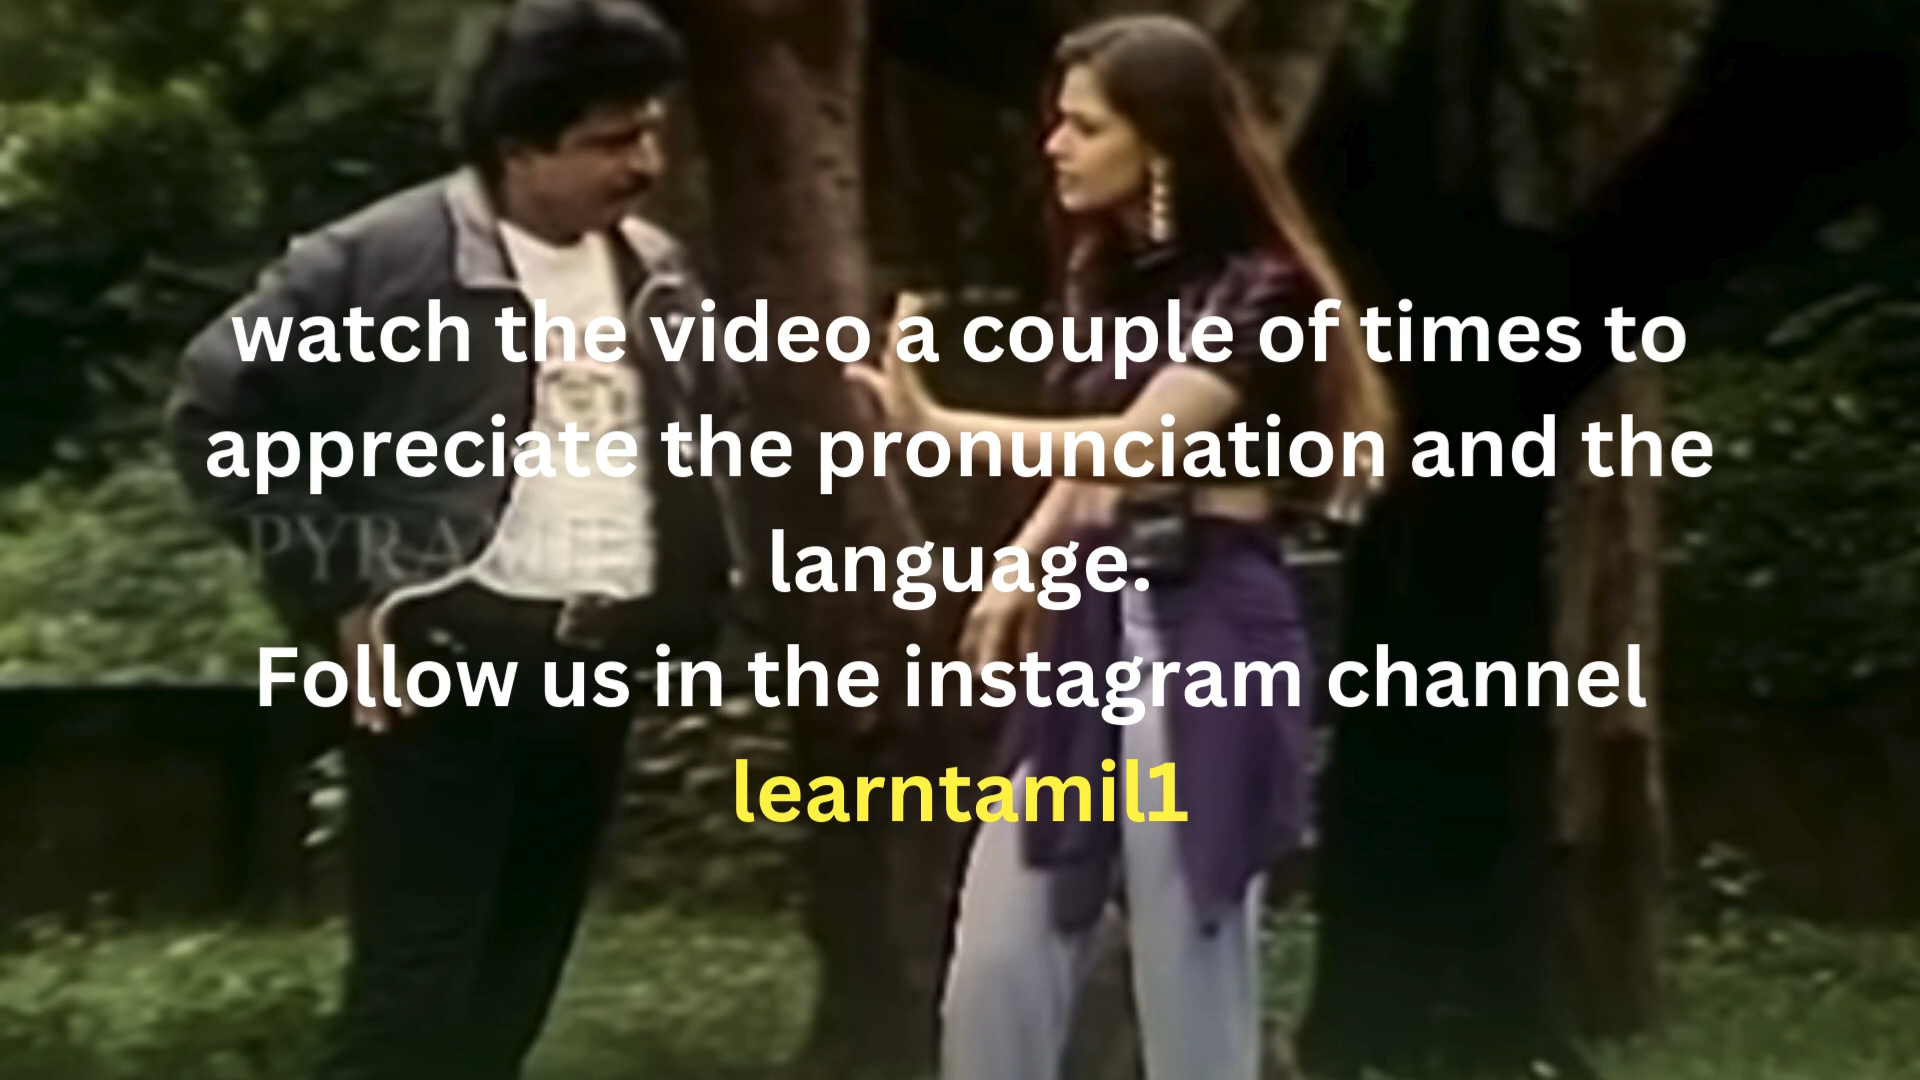 watch the video a couple of times to
appreciate the pronunciation and the
language.
Follow us in the instagram channel
learntamil1
PYRAMID